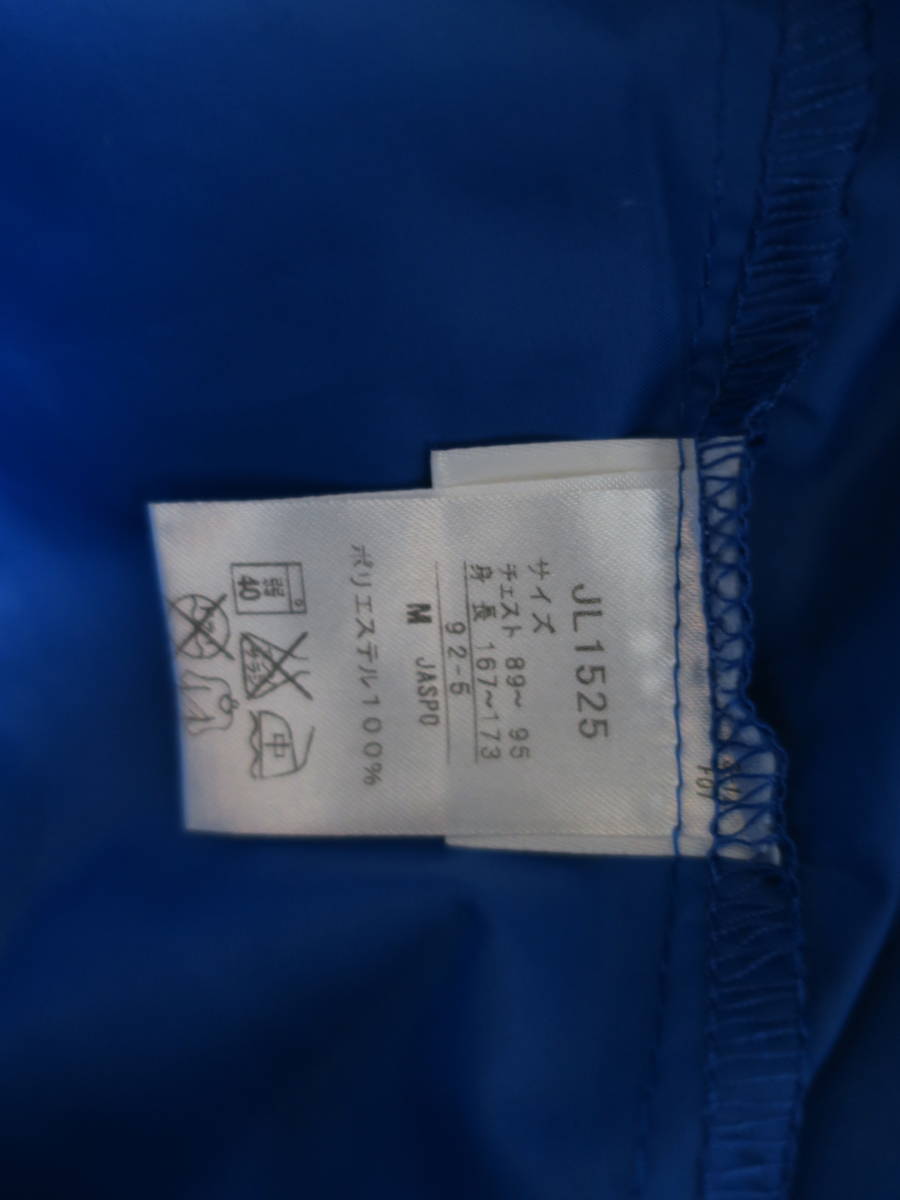 JL1525
サイズ
チェスト 89～ 95
身 長 167～173
92-5
M JASPO
ポリエステル100%
弱
40
中